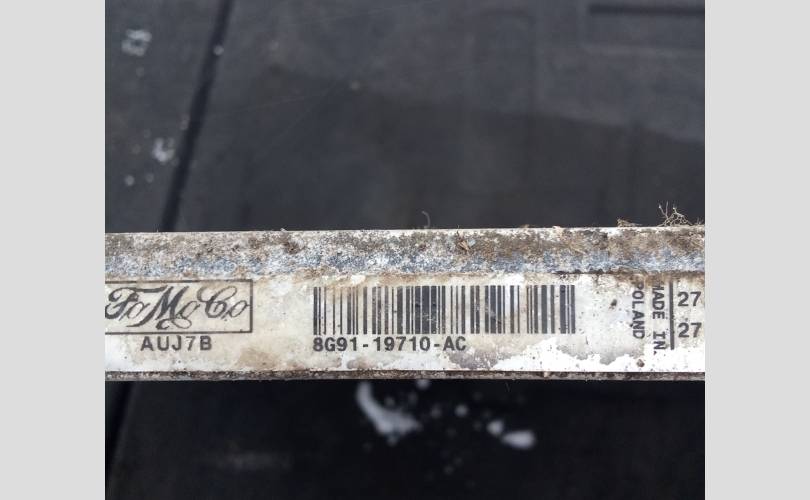 FoMoCo
AUJ7B
8G91-19710-AC
MADE IN
POLAND
27
27